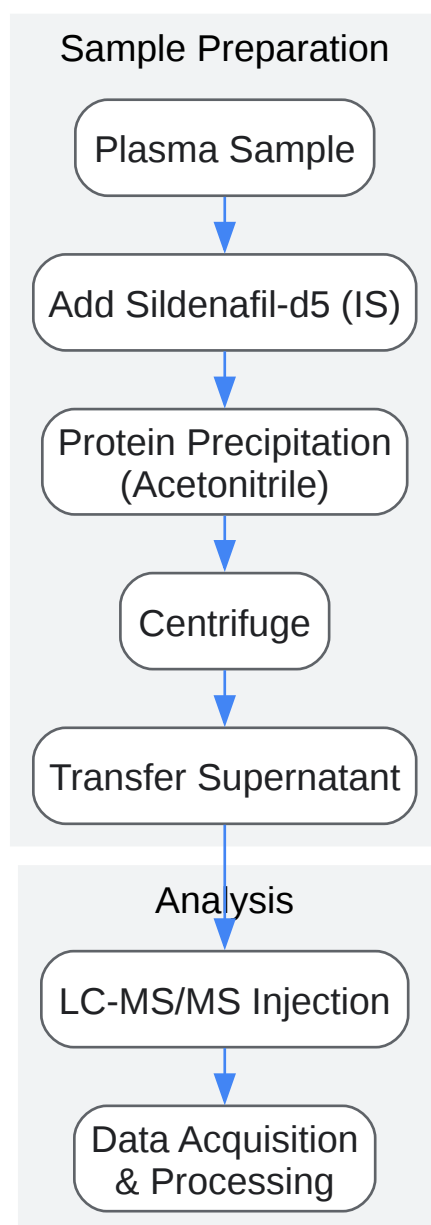 Sample Preparation
Plasma Sample
Add Sildenafil-d5 (IS)
Protein Precipitation
(Acetonitrile)
Centrifuge
Transfer Supernatant
Analysis
LC-MS/MS Injection
Data Acquisition
& Processing